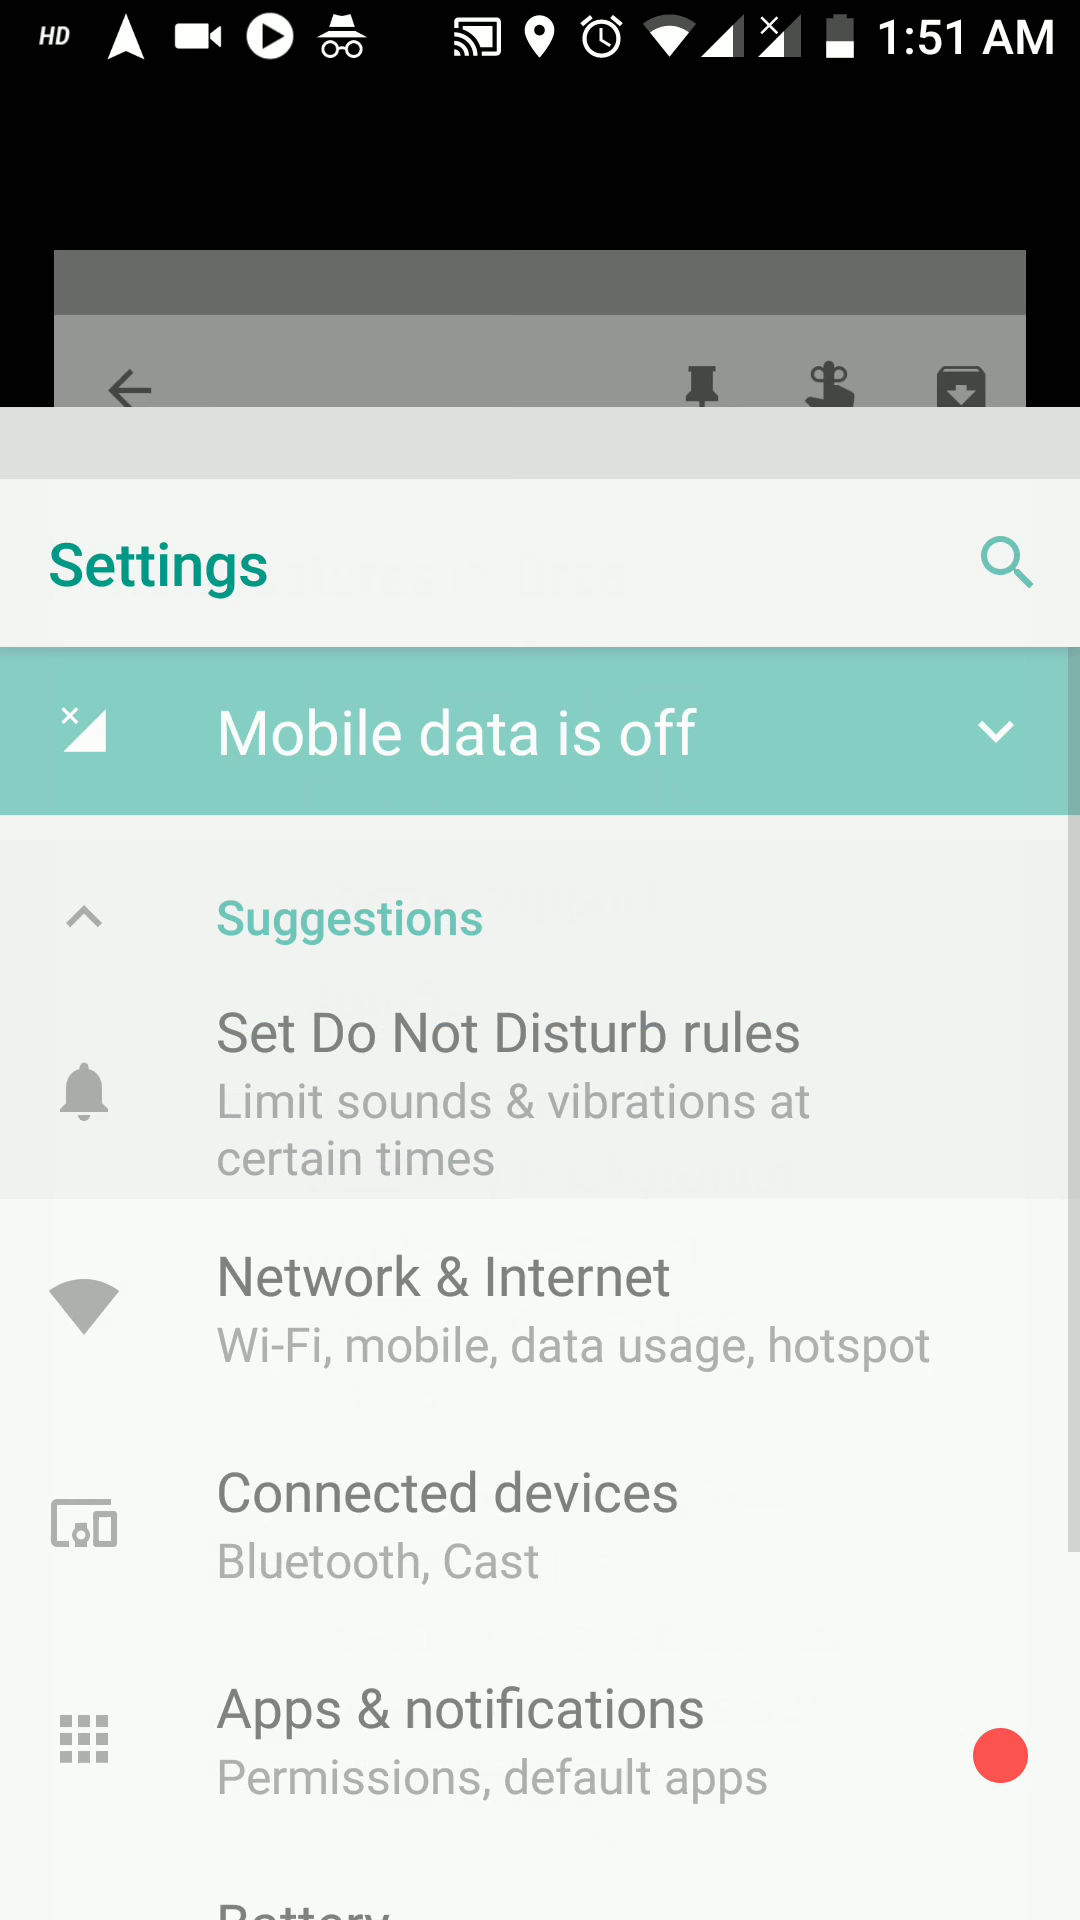 HD 1:51 AM
Settings
Mobile data is off
Suggestions
Set Do Not Disturb rules
Limit sounds & vibrations at
certain times
Network & Internet
Wi-Fi, mobile, data usage, hotspot
Connected devices
Bluetooth, Cast
Apps & notifications
Permissions, default apps
Battery